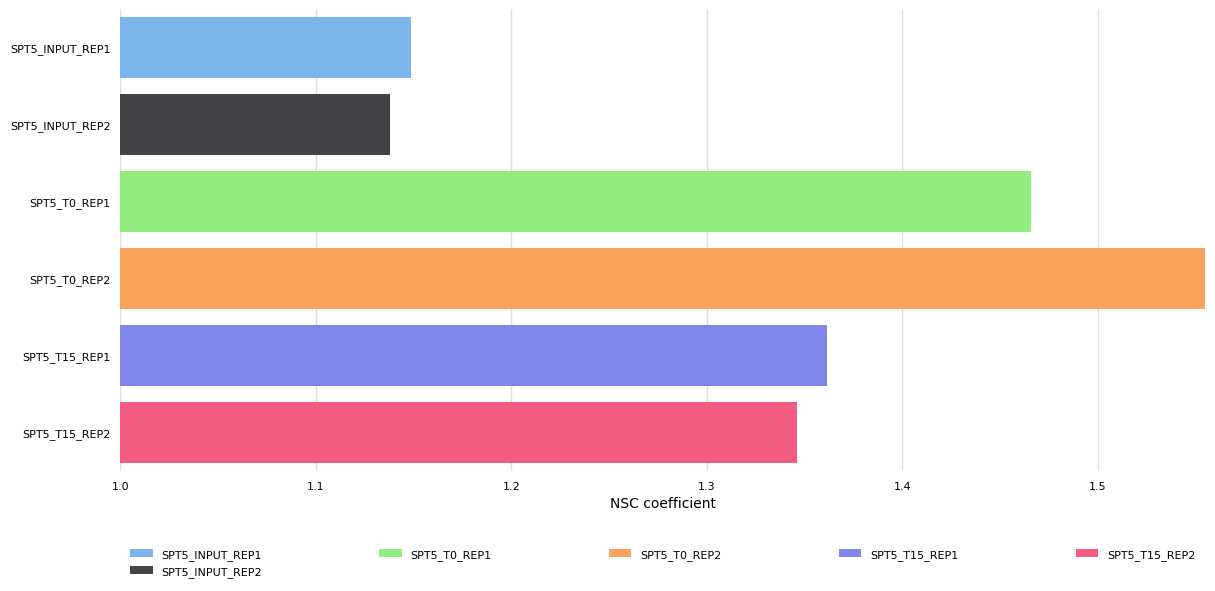 SPT5_INPUT_REP1
SPT5_INPUT_REP2
SPT5_T0_REP1
SPT5_T0_REP2
SPT5_T15_REP1
SPT5_T15_REP2
1.0 1.1 1.2 1.3 1.4 1.5
NSC coefficient
SPT5_INPUT_REP1 SPT5_T0_REP1 SPT5_T0_REP2 SPT5_T15_REP1 SPT5_T15_REP2
SPT5_INPUT_REP2